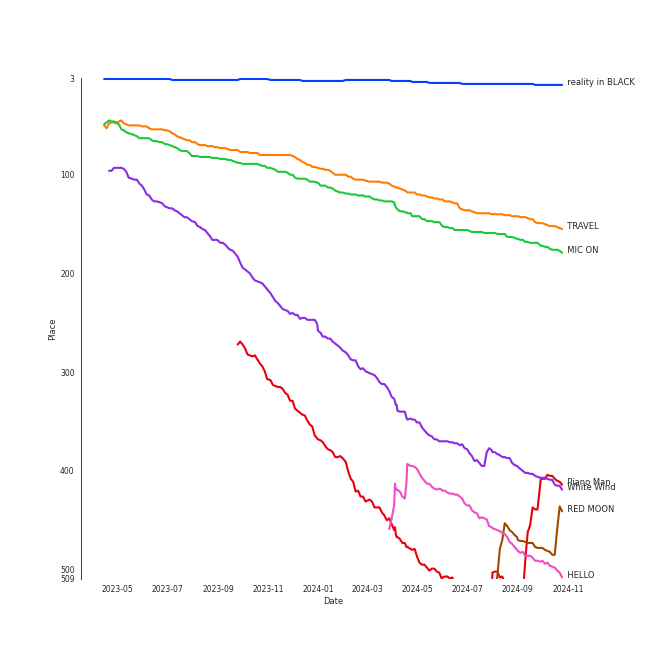 3
reality in BLACK
100
TRAVEL
MIC ON
200
Place
300
400
Piano Man
White Wind
RED MOON
500
HELLO
509
2023-05 2023-07 2023-09 2023-11 2024-01 2024-03 2024-05 2024-07 2024-09 2024-11
Date